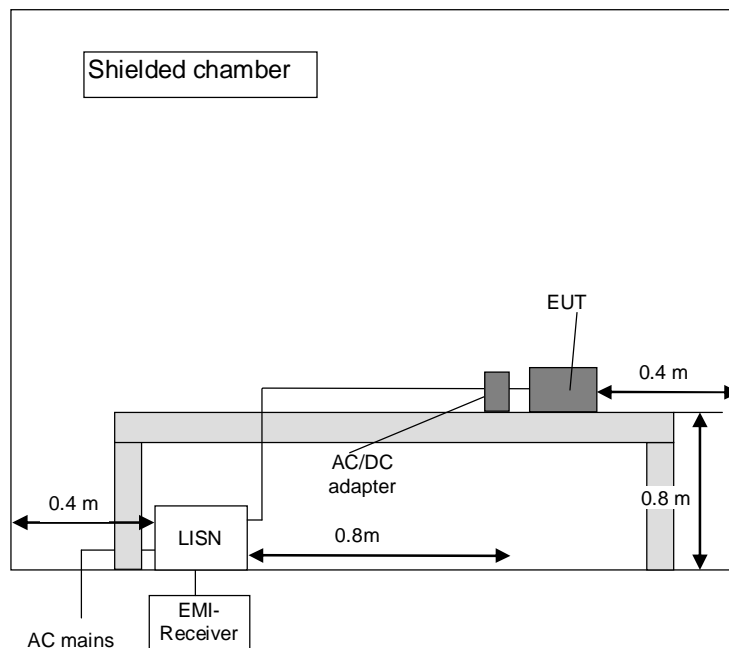 Shielded chamber
EUT
0.4 m
AC/DC
adapter
0.4 m
0.8 m
LISN
0.8m
EMI-
Receiver
AC mains